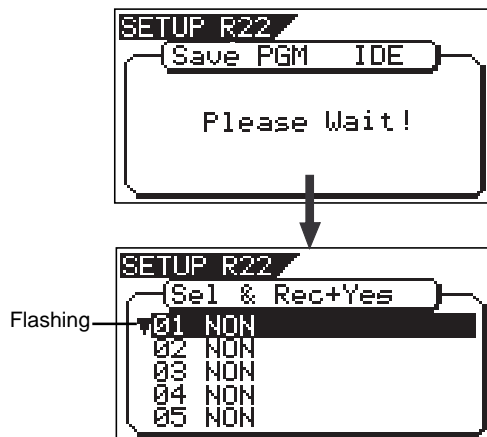 SETUP R22
Save PGM IDE
Please Wait!
SETUP R22
Sel & Rec+Yes
Flashing
01 NON
02 NON
03 NON
04 NON
05 NON